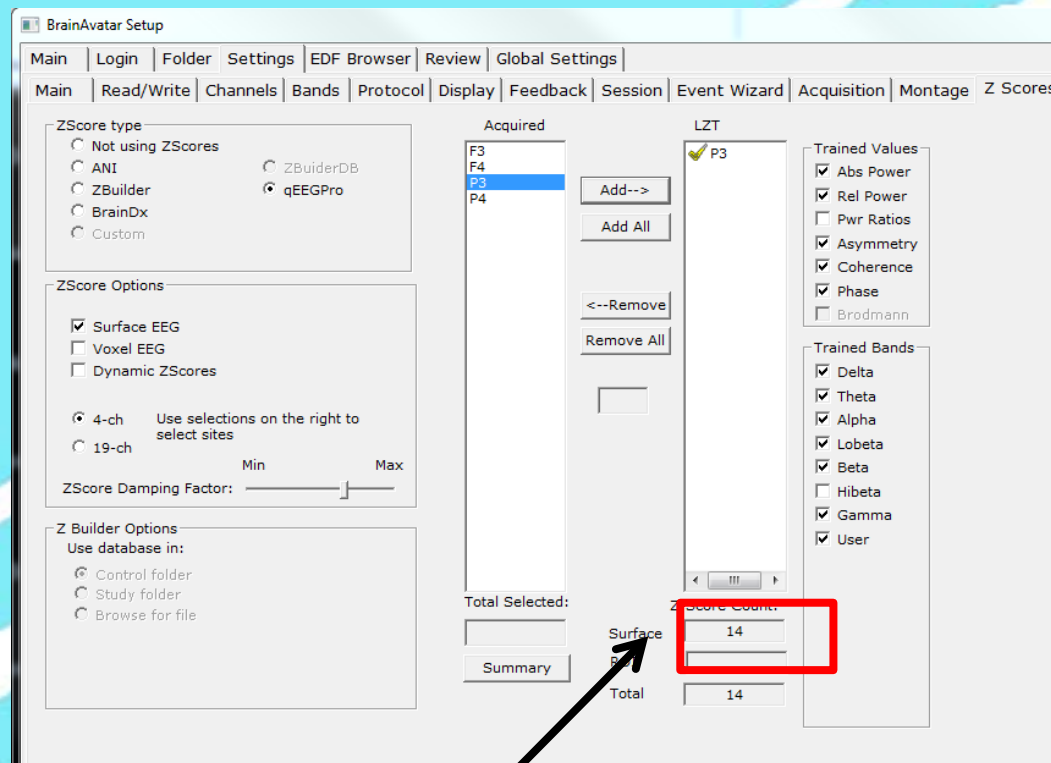 BrainAvatar Setup
Main Login Folder Settings EDF Browser Review Global Settings
Main Read/Write Channels Bands Protocol Display Feedback Session Event Wizard Acquisition Montage Z Scores
ZScore type
Not using ZScores
ANI
ZBuiderDB
ZBuilder
qEEGPro
BrainDx
Custom
ZScore Options
Surface EEG
Voxel EEG
Dynamic ZScores
4-ch
Use selections on the right to
select sites
19-ch
Min Max
ZScore Damping Factor:
Z Builder Options
Use database in:
Control folder
Study folder
Browse for file
Acquired
F3
F4
P3
P4
Total Selected:
Summary
Add-->
Add All
<--Remove
Remove All
LZT
P3
Z Score Count:
Surface 14
Total 14
Trained Values
Abs Power
Rel Power
Pwr Ratios
Asymmetry
Coherence
Phase
Brodmann
Trained Bands
Delta
Theta
Alpha
Lobeta
Beta
Hibeta
Gamma
User